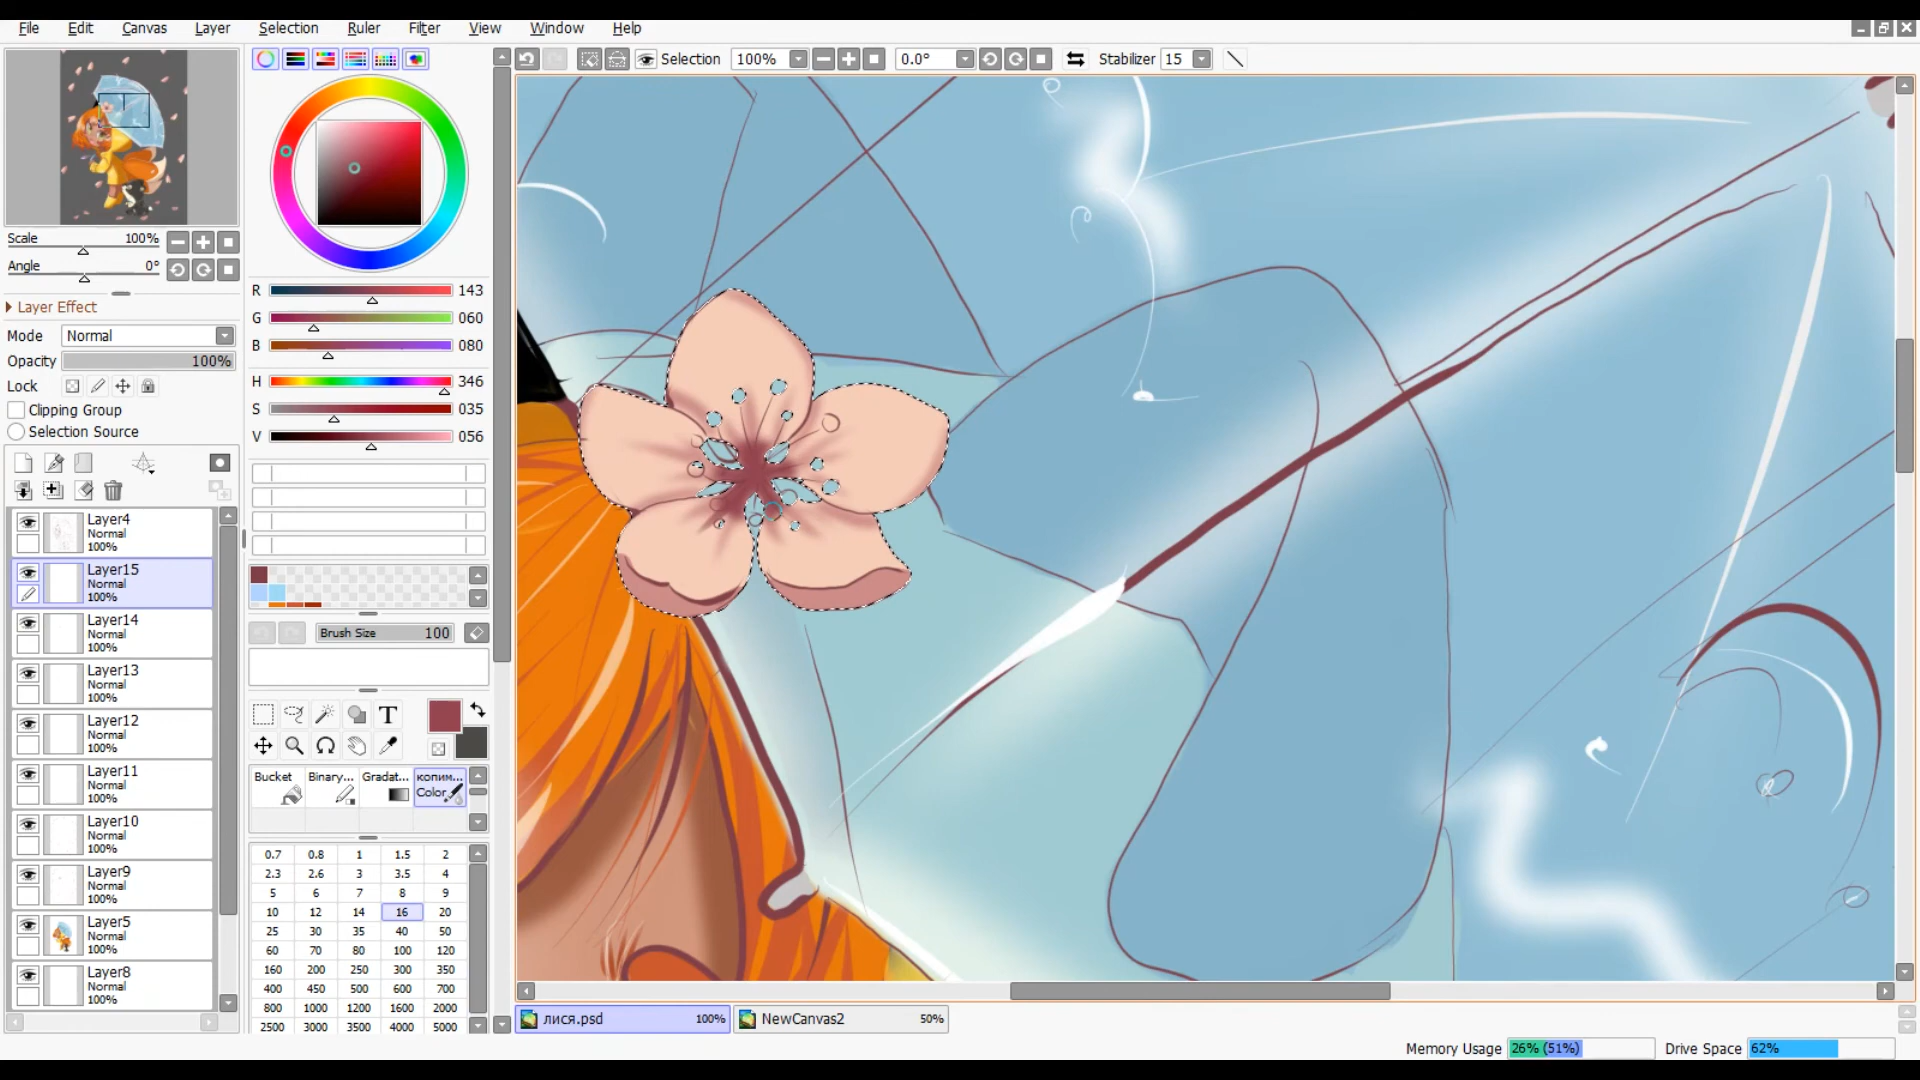 File Edit Canvas Layer Selection Ruler Filter View Window Help
Selection 100% 0.0° Stabilizer 15
Scale 100%
Angle 0°
Layer Effect
Mode Normal
Opacity 100%
Lock
Clipping Group
Selection Source
Layer4
Normal
100%
Layer15
Normal
100%
Layer14
Normal
100%
Layer13
Normal
100%
Layer12
Normal
100%
Layer11
Normal
100%
Layer10
Normal
100%
Layer9
Normal
100%
Layer5
Normal
100%
Layer8
Normal
100%
R 143
G 060
B 080
H 346
S 035
V 056
Brush Size 100
T
Bucket Binary... Gradat... копим...
Color
0.7 0.8 1 1.5 2
2.3 2.6 3 3.5 4
5 6 7 8 9
10 12 14 16 20
25 30 35 40 50
60 70 80 100 120
160 200 250 300 350
400 450 500 600 700
800 1000 1200 1600 2000
2500 3000 3500 4000 5000
лися.psd 100% NewCanvas2 50%
Memory Usage 26% (51%) Drive Space 62%